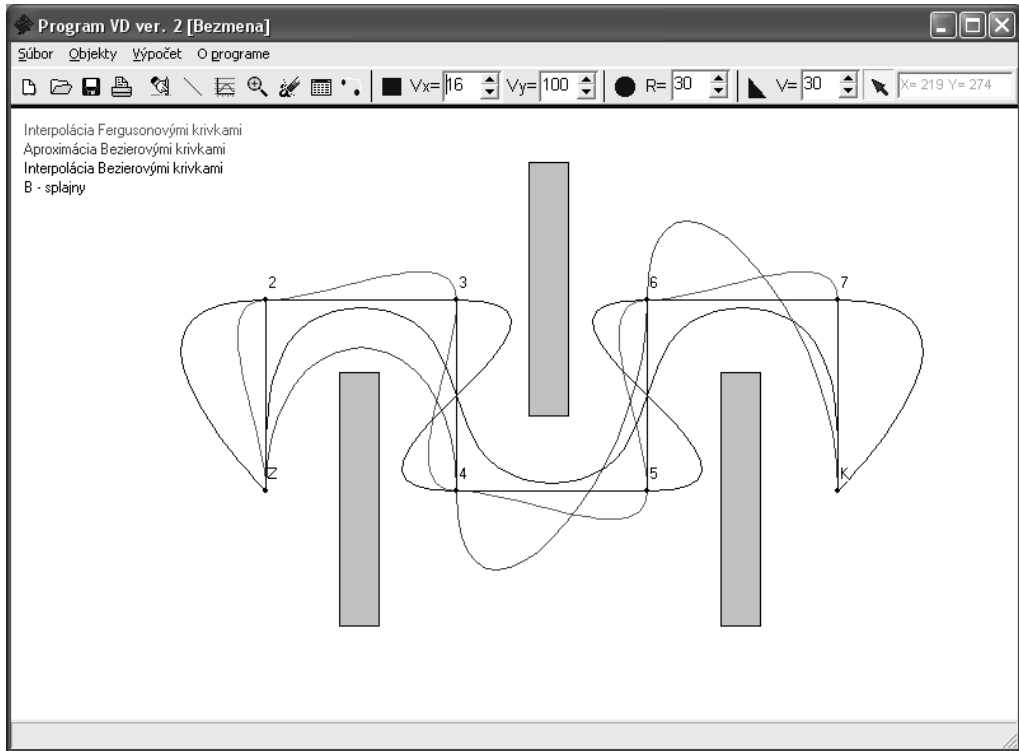 Program VD ver. 2 [Bezmena]
Súbor Objekty Výpočet O programe
Vx= 16 Vy= 100 R= 30 V= 30 X= 219 Y= 274
Interpolácia Fergusonovými krivkami
Aproximácia Bezierovými krivkami
Interpolácia Bezierovými krivkami
B - splajny
2 3 6 7
Z 4 5 K